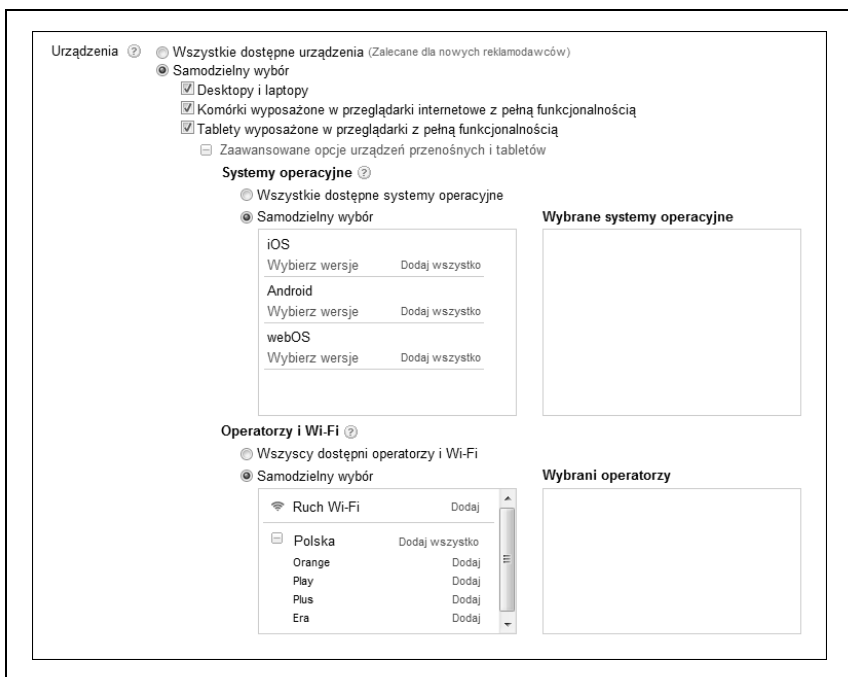 Urządzenia ? Wszystkie dostępne urządzenia (Zalecane dla nowych reklamodawców)
Samodzielny wybór
Desktopy i laptopy
Komórki wyposażone w przeglądarki internetowe z pełną funkcjonalnością
Tablety wyposażone w przeglądarki z pełną funkcjonalnością
Zaawansowane opcje urządzeń przenośnych i tabletów
Systemy operacyjne ?
Wszystkie dostępne systemy operacyjne
Samodzielny wybór Wybrane systemy operacyjne
iOS
Wybierz wersje Dodaj wszystko
Android
Wybierz wersje Dodaj wszystko
webOS
Wybierz wersje Dodaj wszystko
Operatorzy i Wi-Fi ?
Wszyscy dostępni operatorzy i Wi-Fi
Samodzielny wybór Wybrani operatorzy
Ruch Wi-Fi Dodaj
Polska Dodaj wszystko
Orange Dodaj
Play Dodaj
Plus Dodaj
Era Dodaj